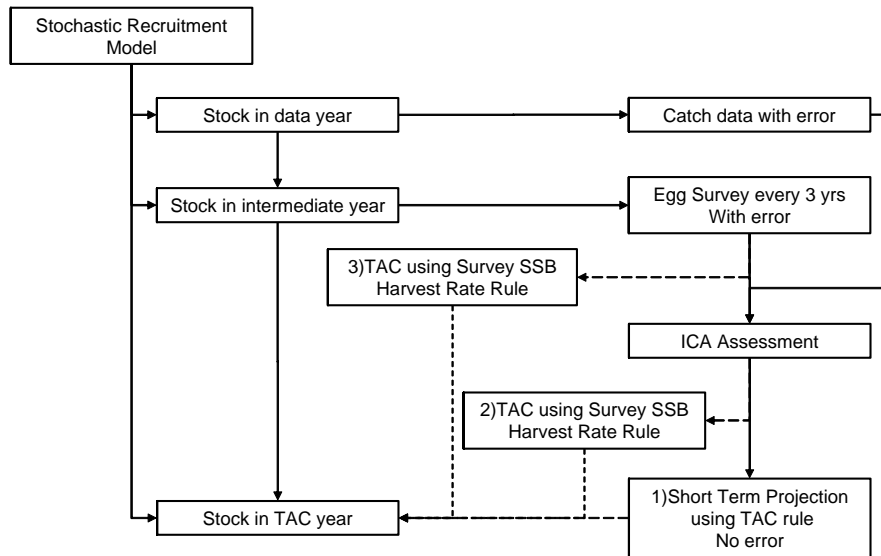 Stochastic Recruitment
Model
Stock in data year
Catch data with error
Stock in intermediate year
Egg Survey every 3 yrs
With error
3)TAC using Survey SSB
Harvest Rate Rule
ICA Assessment
2)TAC using Survey SSB
Harvest Rate Rule
Stock in TAC year
1)Short Term Projection
using TAC rule
No error